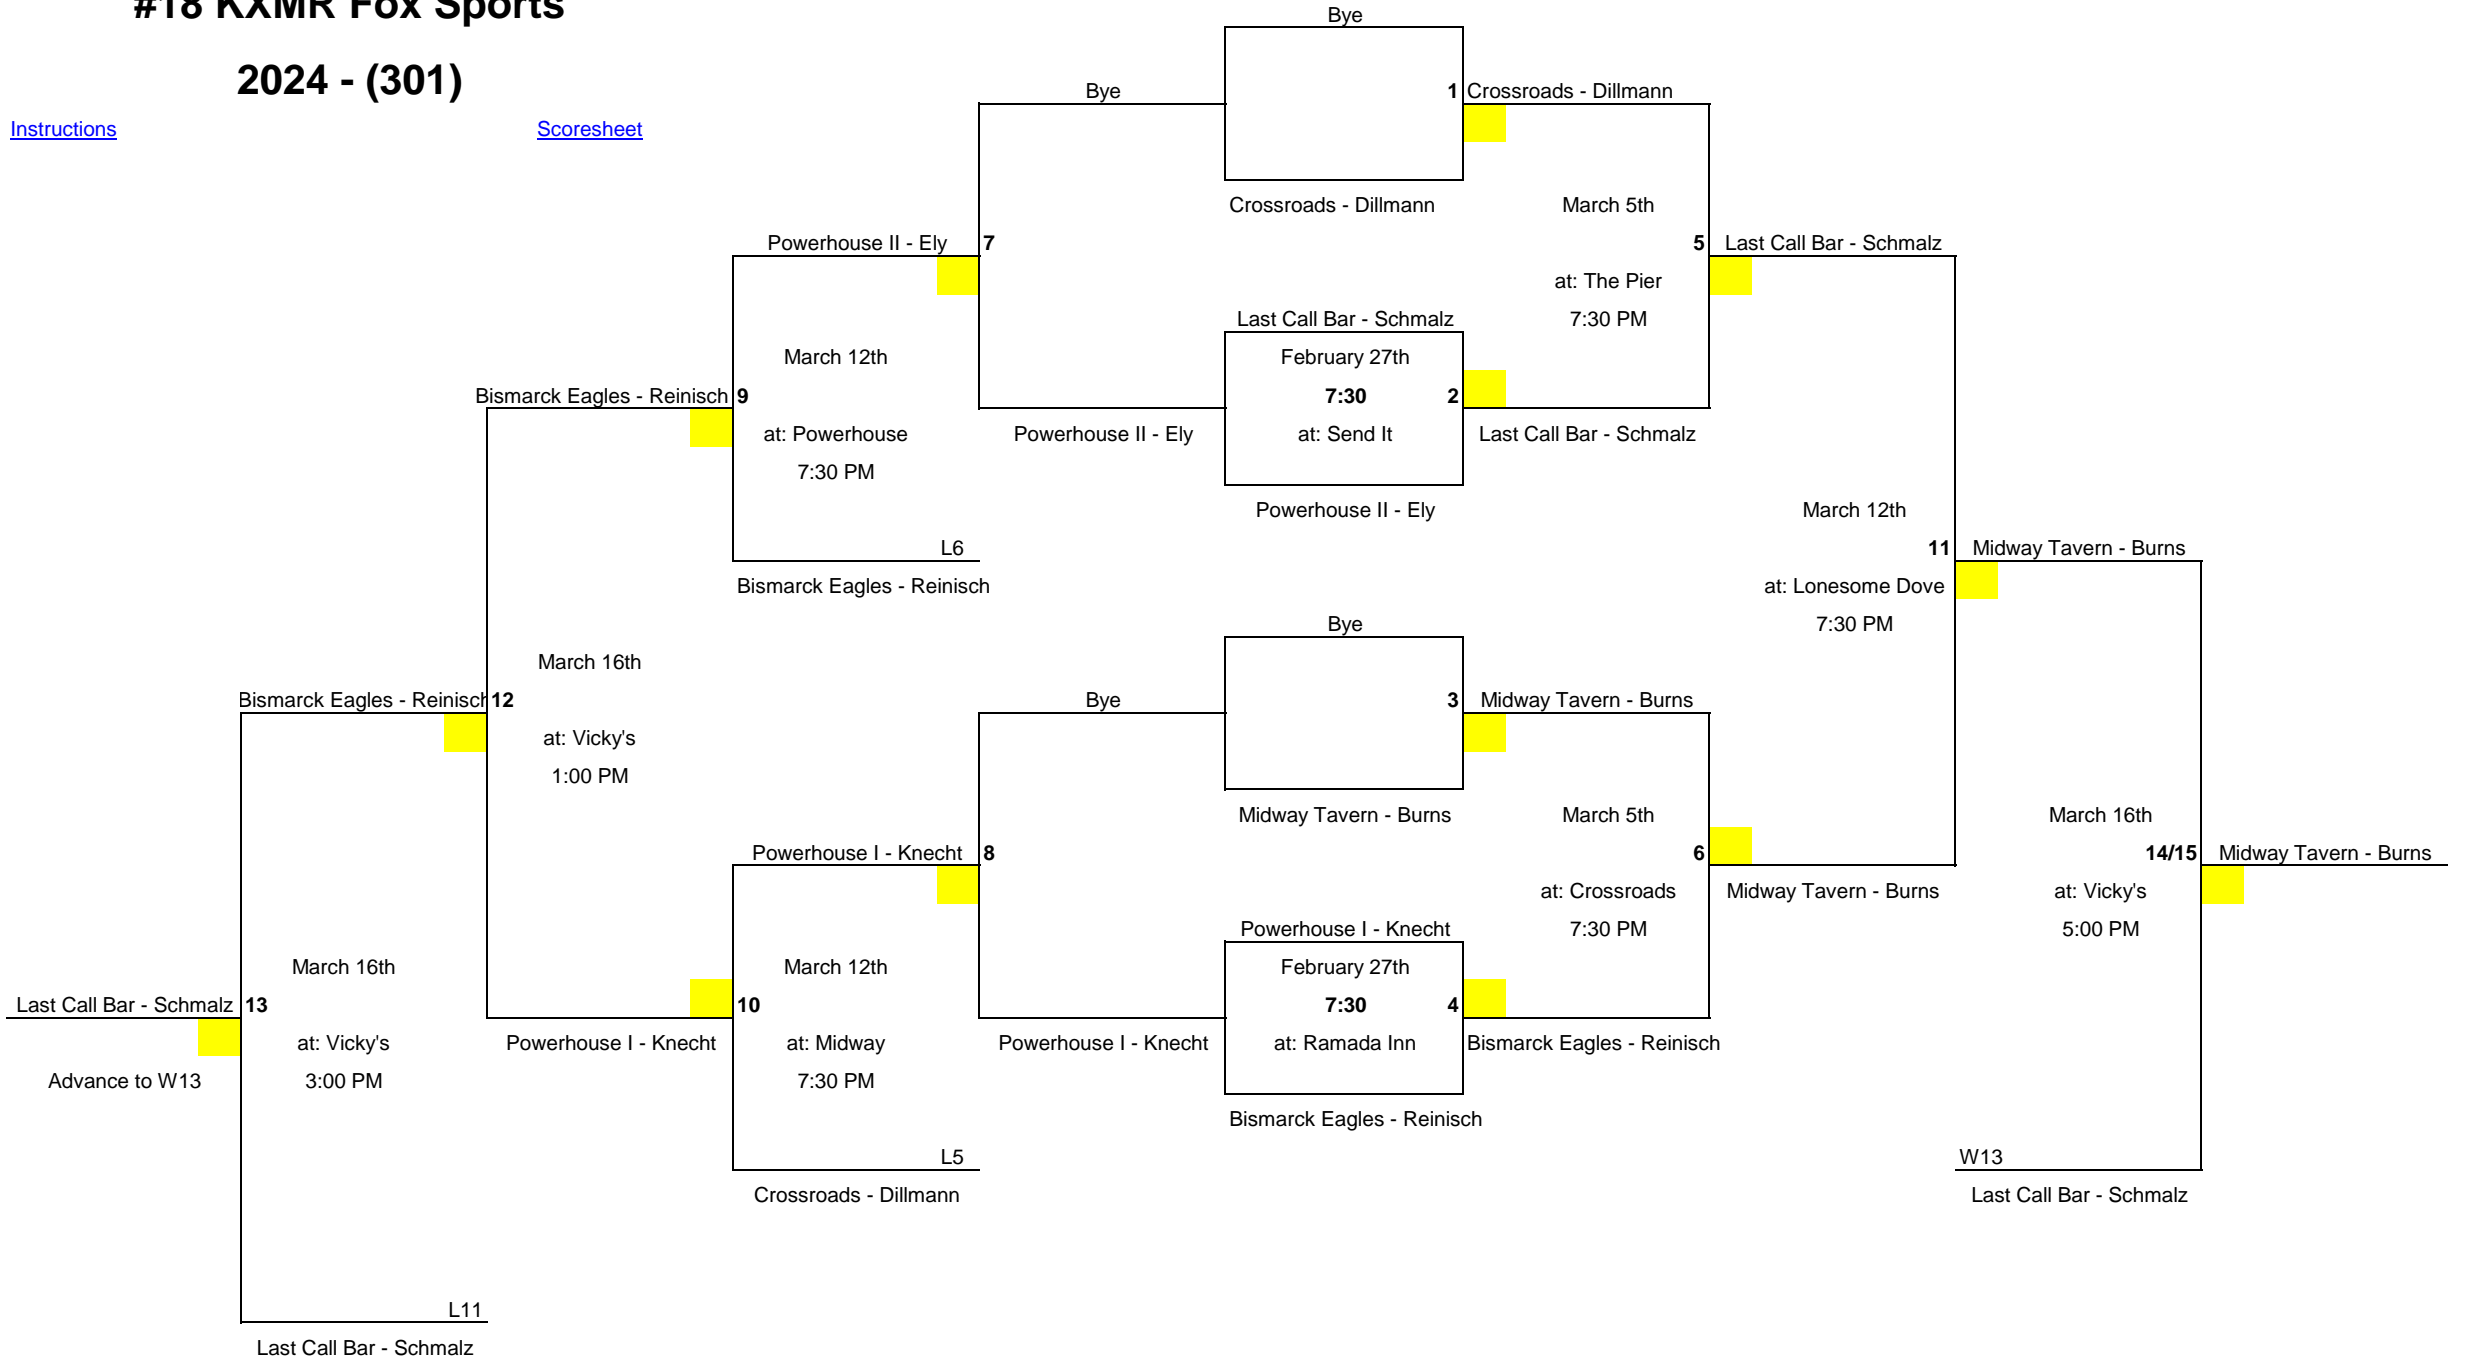 #18 KXMR Fox Sports
2024 - (301)
Instructions
Scoresheet
Bye
Bye
1
Crossroads - Dillmann
Crossroads - Dillmann
March 5th
Powerhouse II - Ely
7
5
Last Call Bar - Schmalz
at: The Pier
Last Call Bar - Schmalz
7:30 PM
March 12th
February 27th
Bismarck Eagles - Reinisch
9
7:30
2
at: Powerhouse
Powerhouse II - Ely
at: Send It
Last Call Bar - Schmalz
7:30 PM
Powerhouse II - Ely
March 12th
L6
11
Midway Tavern - Burns
Bismarck Eagles - Reinisch
at: Lonesome Dove
Bye
7:30 PM
March 16th
Bismarck Eagles - Reinisch
12
Bye
3
Midway Tavern - Burns
at: Vicky's
1:00 PM
Midway Tavern - Burns
March 5th
March 16th
Powerhouse I - Knecht
8
6
14/15
Midway Tavern - Burns
at: Crossroads
Midway Tavern - Burns
at: Vicky's
Powerhouse I - Knecht
7:30 PM
5:00 PM
March 16th
March 12th
February 27th
Last Call Bar - Schmalz
13
10
7:30
4
at: Vicky's
Powerhouse I - Knecht
at: Midway
Powerhouse I - Knecht
at: Ramada Inn
Bismarck Eagles - Reinisch
Advance to W13
3:00 PM
7:30 PM
Bismarck Eagles - Reinisch
L5
W13
Crossroads - Dillmann
Last Call Bar - Schmalz
L11
Last Call Bar - Schmalz